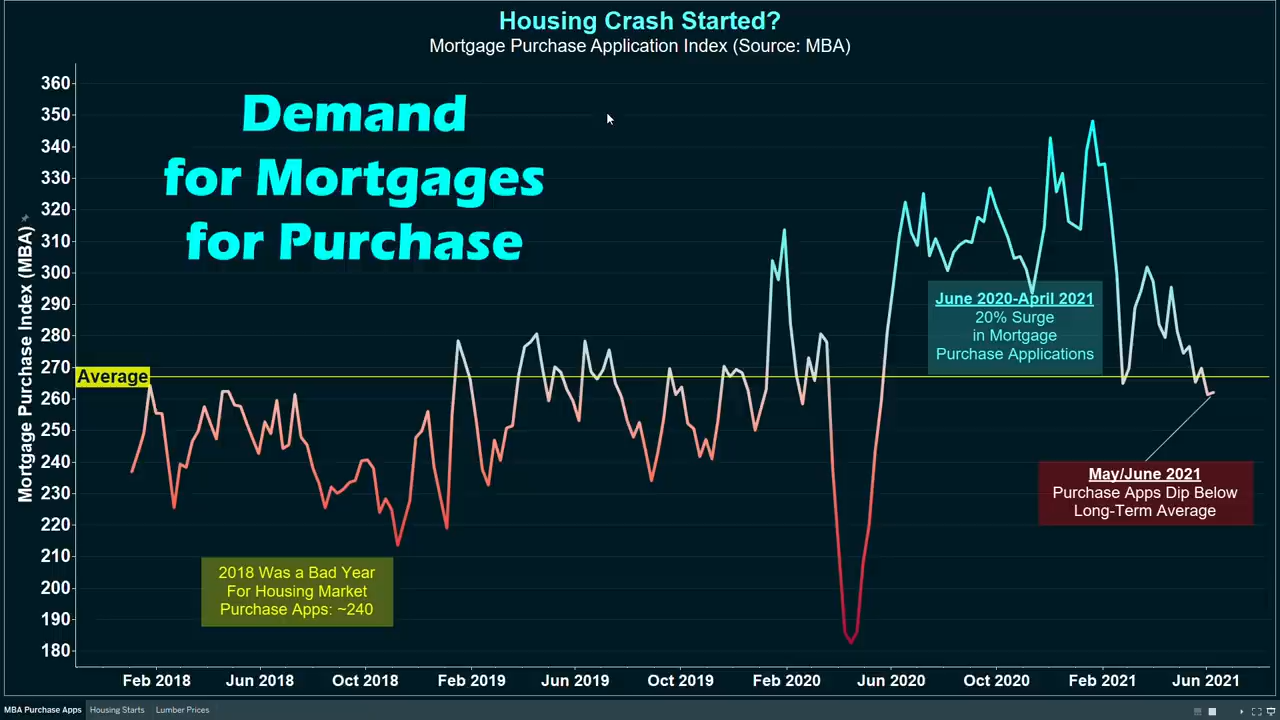 Housing Crash Started?
Mortgage Purchase Application Index (Source: MBA)
Demand
for Mortgages
for Purchase
Mortgage Purchase Index (MBA)
360
350
340
330
320
310
300
290
280
270
260
250
240
230
220
210
200
190
180
Average
June 2020-April 2021
20% Surge
in Mortgage
Purchase Applications
May/June 2021
Purchase Apps Dip Below
Long-Term Average
2018 Was a Bad Year
For Housing Market
Purchase Apps: ~240
Feb 2018 Jun 2018 Oct 2018 Feb 2019 Jun 2019 Oct 2019 Feb 2020 Jun 2020 Oct 2020 Feb 2021 Jun 2021
MBA Purchase Apps Housing Starts Lumber Prices